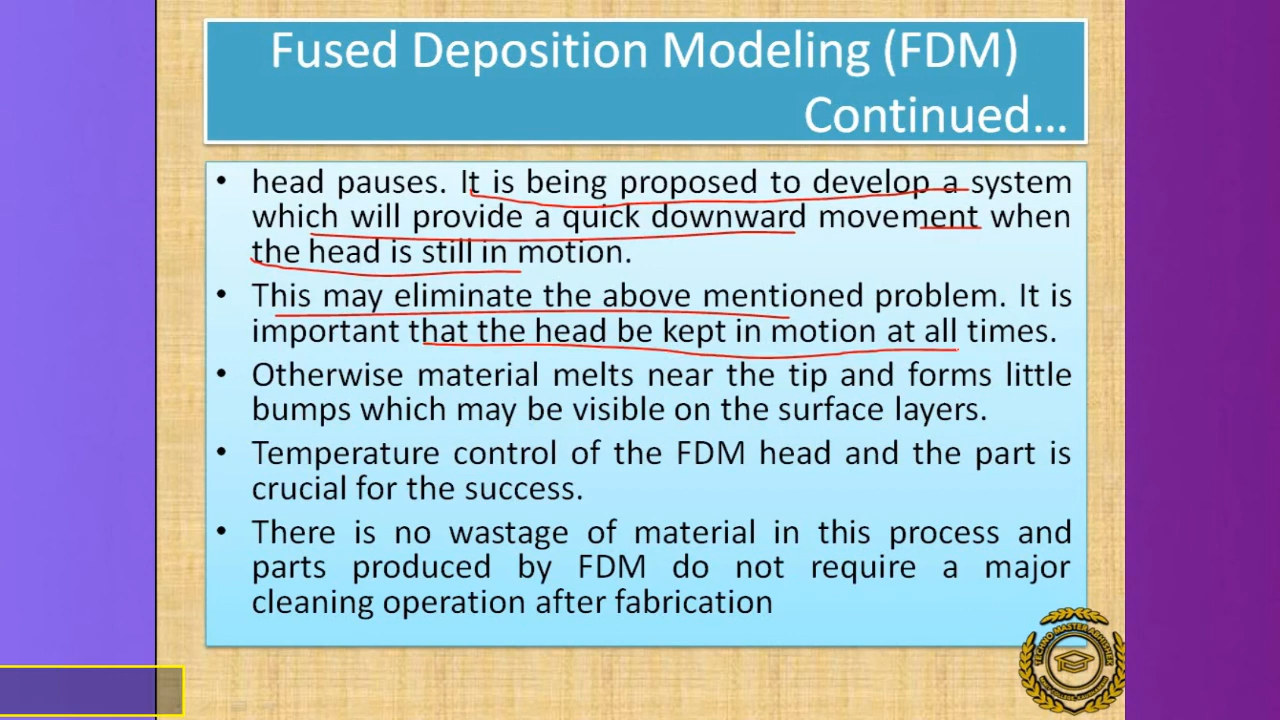 Fused Deposition Modeling (FDM)
Continued...
• head pauses. It is being proposed to develop a system
which will provide a quick downward movement when
the head is still in motion.
• This may eliminate the above mentioned problem. It is
important that the head be kept in motion at all times.
• Otherwise material melts near the tip and forms little
bumps which may be visible on the surface layers.
• Temperature control of the FDM head and the part is
crucial for the success.
• There is no wastage of material in this process and
parts produced by FDM do not require a major
cleaning operation after fabrication
TECHNO MASTER ABHISHEK